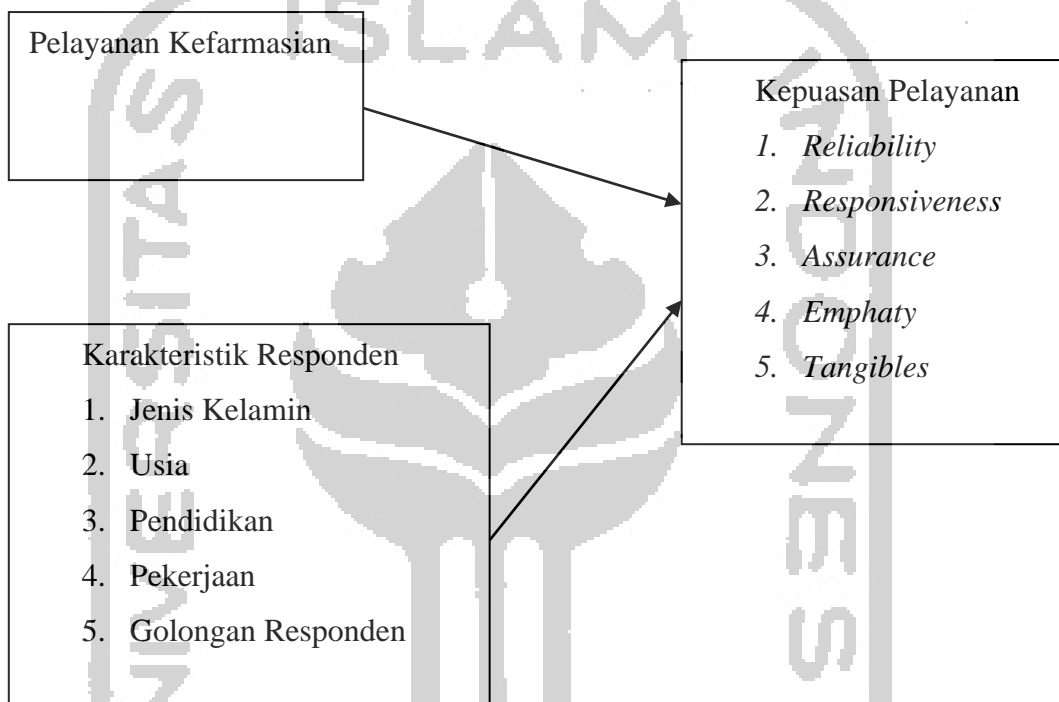 ISLAM
Pelayanan Kefarmasian
Kepuasan Pelayanan
1. Reliability
2. Responsiveness
3. Assurance
4. Emphaty
5. Tangibles
Karakteristik Responden
1. Jenis Kelamin
2. Usia
3. Pendidikan
4. Pekerjaan
5. Golongan Responden